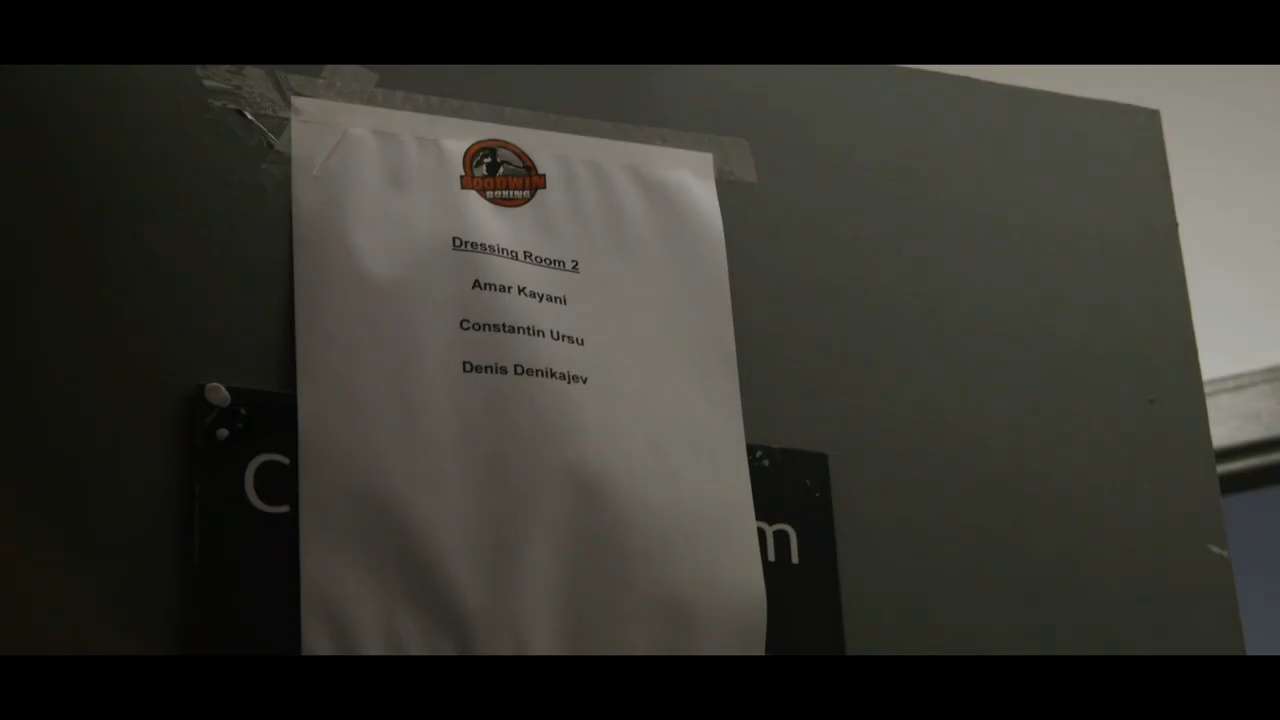 GOODWIN
BOXING
Dressing Room 2
Amar Kayani
Constantin Ursu
Denis Denikajev
C
m